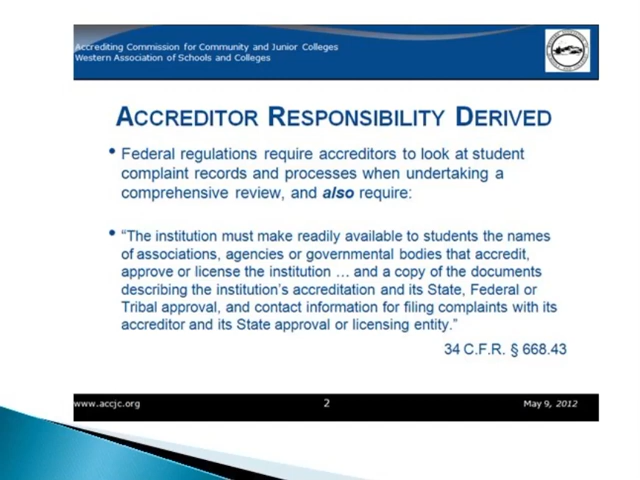 Accrediting Commission for Community and Junior Colleges
Western Association of Schools and Colleges
ACCREDITOR RESPONSIBILITY DERIVED
• Federal regulations require accreditors to look at student
complaint records and processes when undertaking a
comprehensive review, and also require:
• “The institution must make readily available to students the names
of associations, agencies or governmental bodies that accredit,
approve or license the institution … and a copy of the documents
describing the institution’s accreditation and its State, Federal or
Tribal approval, and contact information for filing complaints with its
accreditor and its State approval or licensing entity.”
34 C.F.R. § 668.43
www.accjc.org
2
May 9, 2012